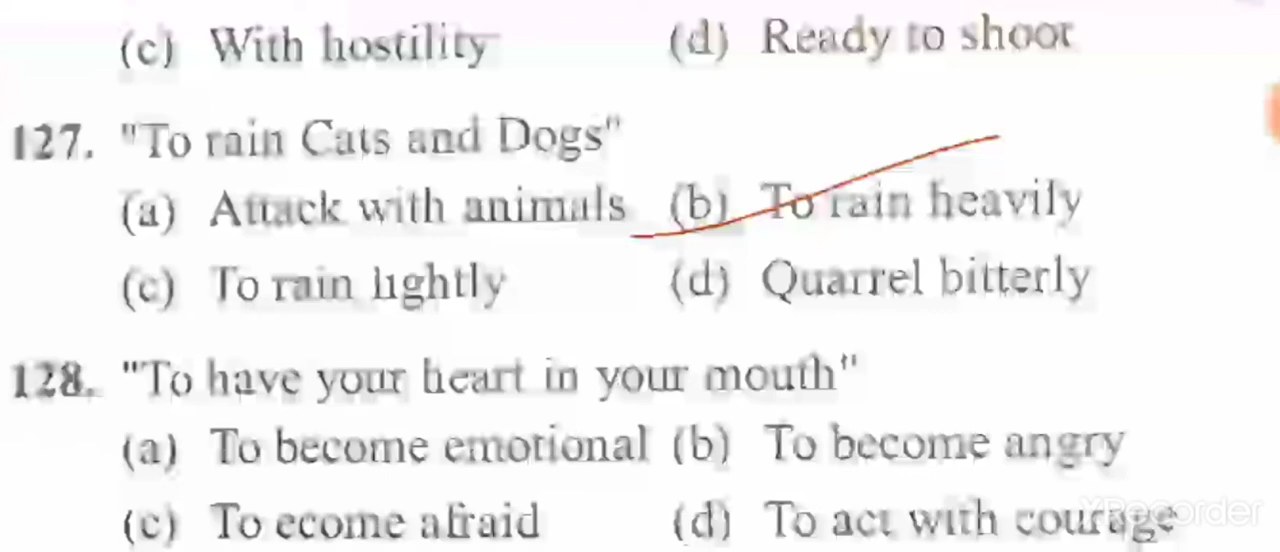 (c) With hostility (d) Ready to shoot
127. "To rain Cats and Dogs"
(a) Attack with animals (b) To rain heavily
(c) To rain lightly (d) Quarrel bitterly
128. "To have your heart in your mouth"
(a) To become emotional (b) To become angry
(c) To ecome afraid (d) To act with courage
XRecorder